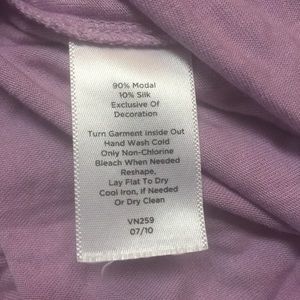 90% Modal
10% Silk
Exclusive Of
Decoration
Turn Garment Inside Out
Hand Wash Cold
Only Non-Chlorine
Bleach When Needed
Reshape,
Lay Flat To Dry
Cool Iron, if Needed
Or Dry Clean
VN259
07/10